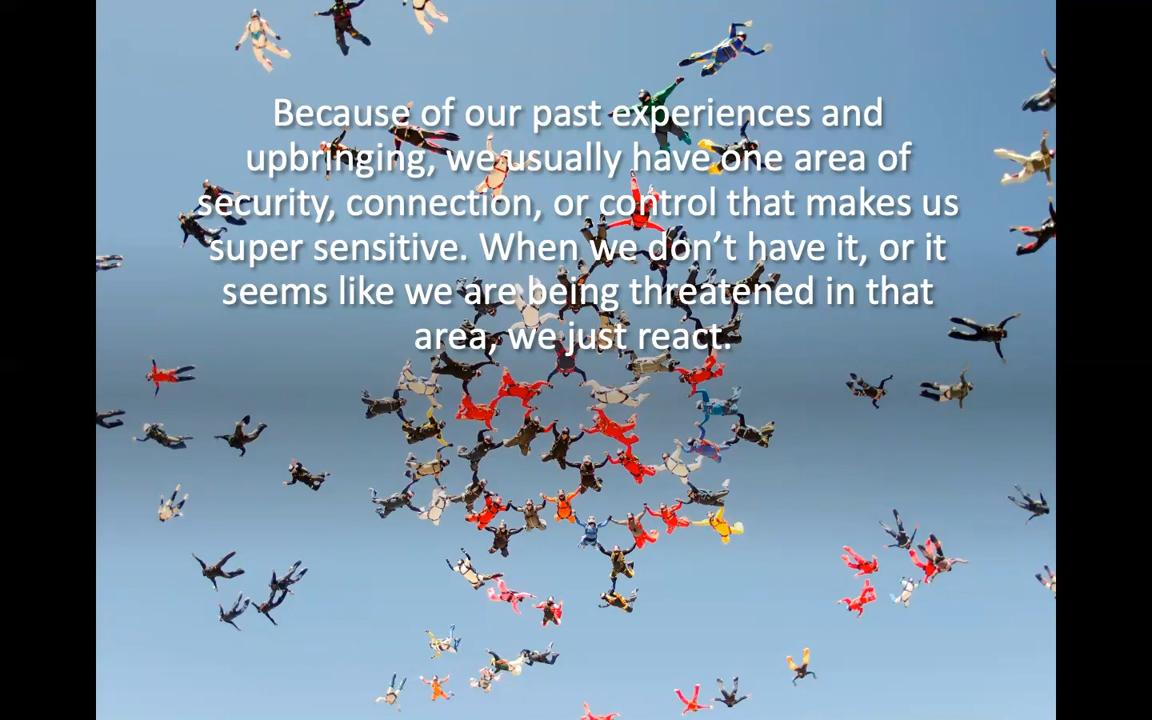 Because of our past experiences and
upbringing, we usually have one area of
security, connection, or control that makes us
super sensitive. When we don’t have it, or it
seems like we are being threatened in that
area, we just react.